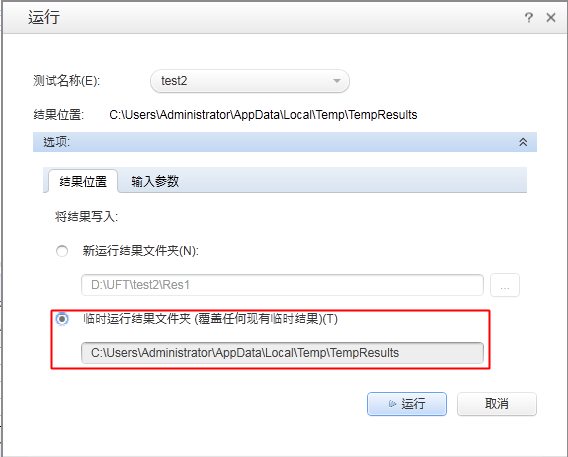 运行
测试名称(E): test2
结果位置: C:\Users\Administrator\AppData\Local\Temp\TempResults
选项:
结果位置 输入参数
将结果写入:
新运行结果文件夹(N):
D:\UFT\test2\Res1 ...
临时运行结果文件夹 (覆盖任何现有临时结果)(T)
C:\Users\Administrator\AppData\Local\Temp\TempResults
运行 取消